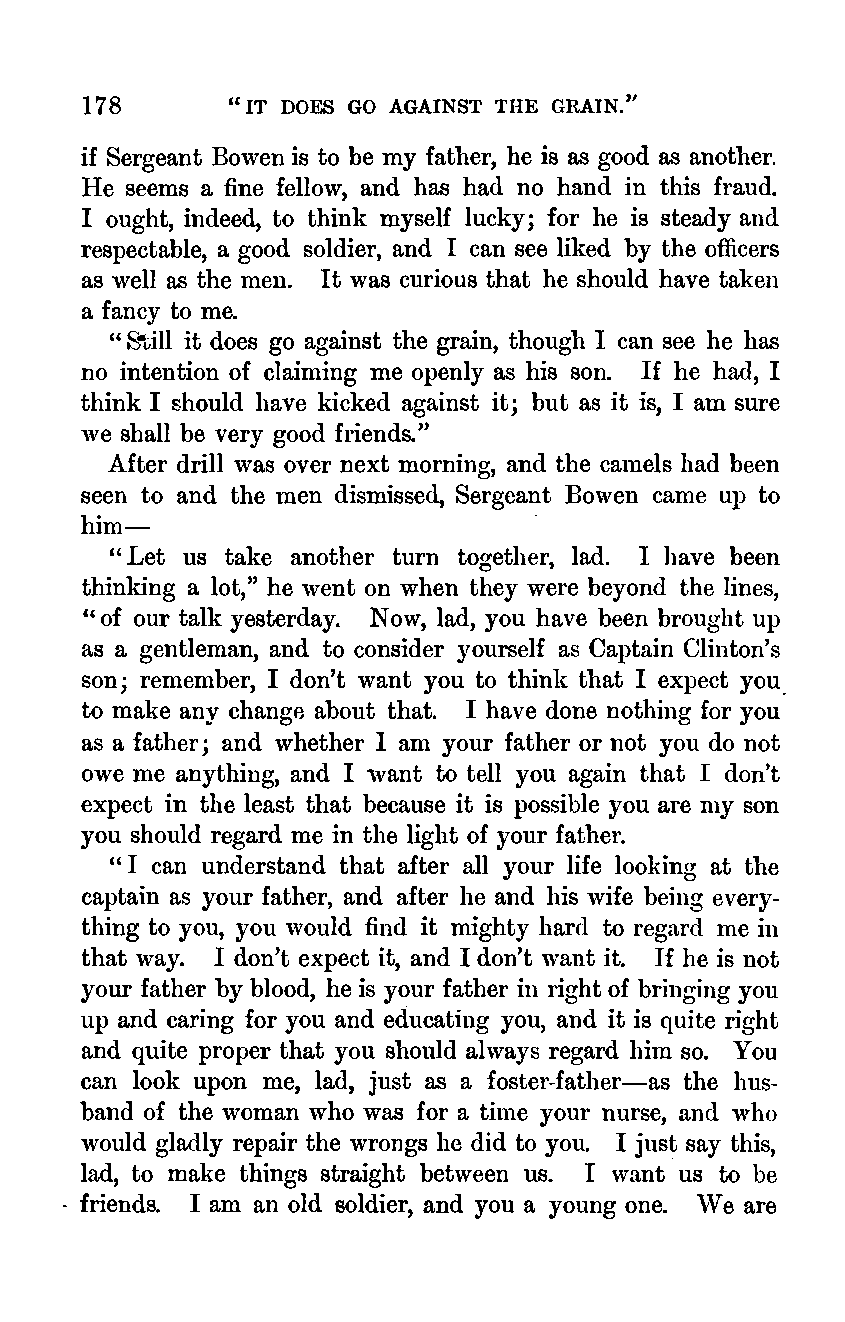 178 "IT DOES GO AGAINST THE GRAIN."
if Sergeant Bowen is to be my father, he is as good as another.
He seems a fine fellow, and has had no hand in this fraud.
I ought, indeed, to think myself lucky; for he is steady and
respectable, a good soldier, and I can see liked by the officers
as well as the men. It was curious that he should have taken
a fancy to me.
"Still it does go against the grain, though I can see he has
no intention of claiming me openly as his son. If he had, I
think I should have kicked against it; but as it is, I am sure
we shall be very good friends."
After drill was over next morning, and the camels had been
seen to and the men dismissed, Sergeant Bowen came up to
him—
"Let us take another turn together, lad. I have been
thinking a lot," he went on when they were beyond the lines,
"of our talk yesterday. Now, lad, you have been brought up
as a gentleman, and to consider yourself as Captain Clinton's
son; remember, I don't want you to think that I expect you
to make any change about that. I have done nothing for you
as a father; and whether I am your father or not you do not
owe me anything, and I want to tell you again that I don't
expect in the least that because it is possible you are my son
you should regard me in the light of your father.
"I can understand that after all your life looking at the
captain as your father, and after he and his wife being every-
thing to you, you would find it mighty hard to regard me in
that way. I don't expect it, and I don't want it. If he is not
your father by blood, he is your father in right of bringing you
up and caring for you and educating you, and it is quite right
and quite proper that you should always regard him so. You
can look upon me, lad, just as a foster-father—as the hus-
band of the woman who was for a time your nurse, and who
would gladly repair the wrongs he did to you. I just say this,
lad, to make things straight between us. I want us to be
friends. I am an old soldier, and you a young one. We are